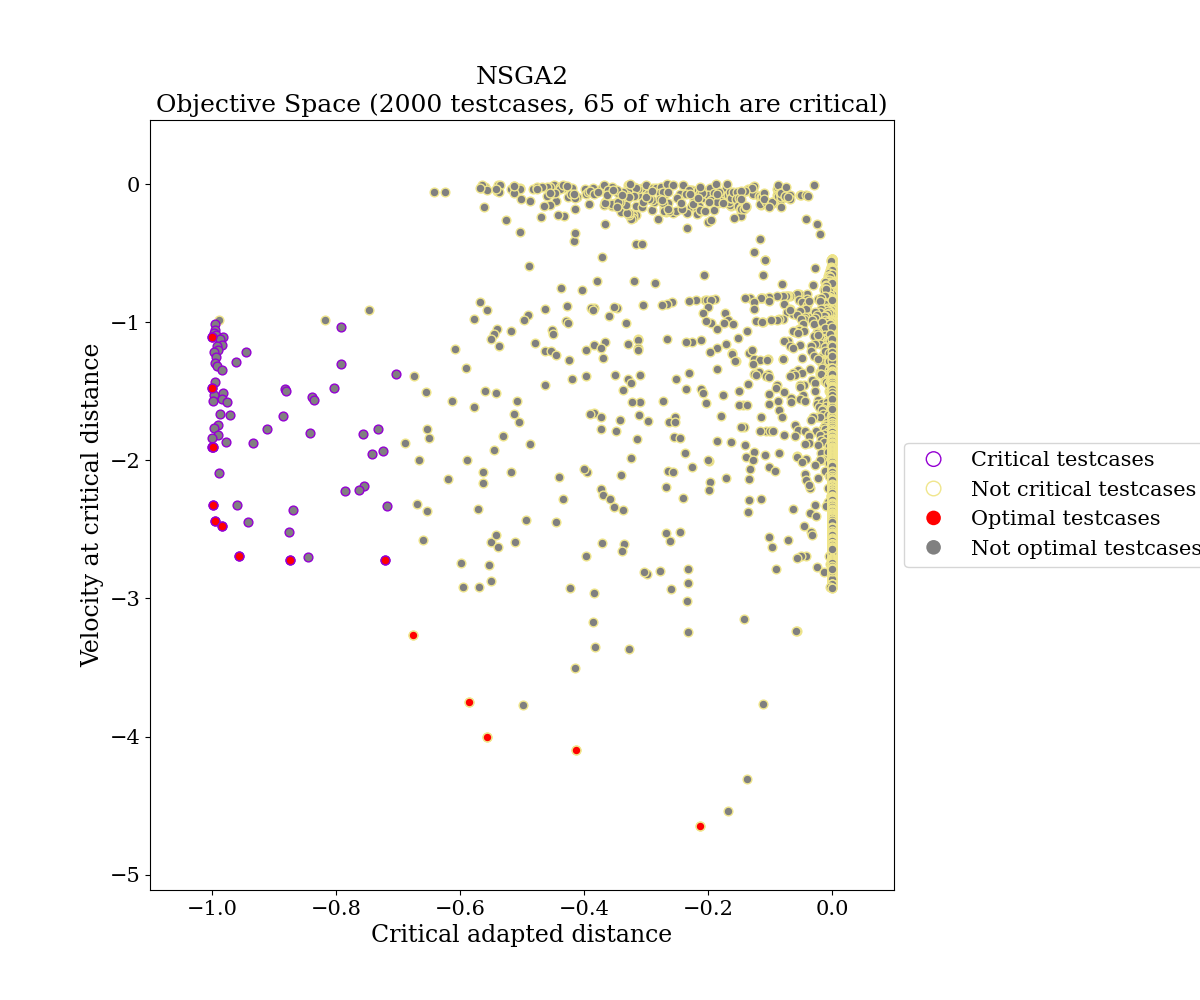 NSGA2
Objective Space (2000 testcases, 65 of which are critical)
0
−1
−2
−3
−4
−5
Velocity at critical distance
−1.0
−0.8
−0.6
−0.4
−0.2
0.0
Critical adapted distance
Critical testcases
Not critical testcases
Optimal testcases
Not optimal testcases